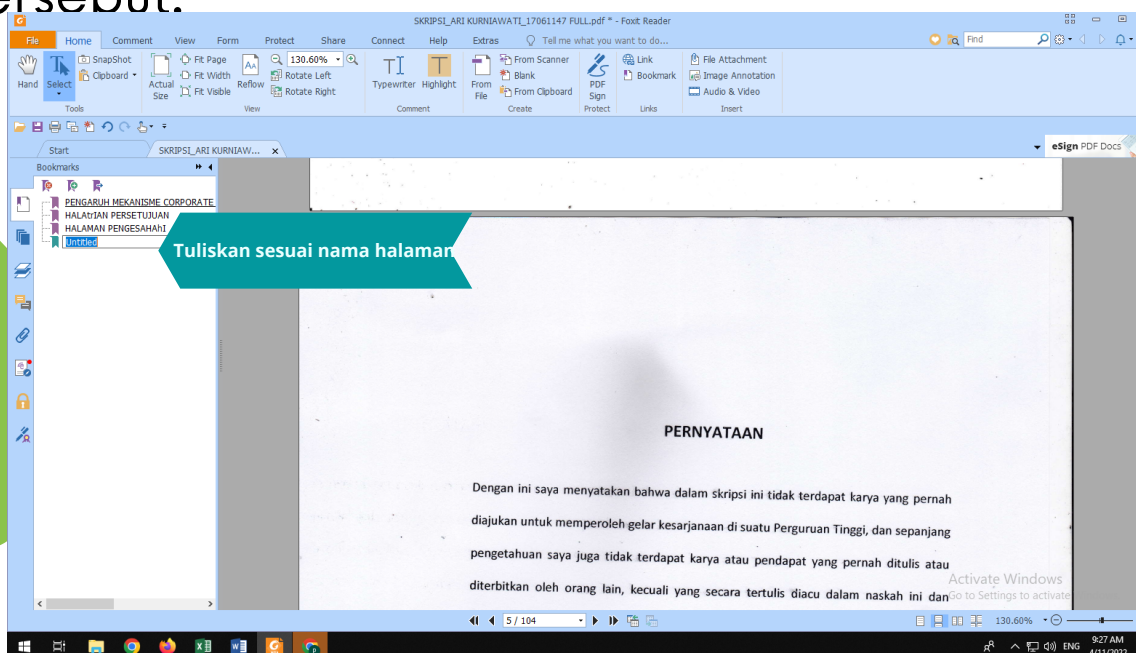 ersebut.
SKRIPSI_ARI KURNIAWATI_17061147 FULL.pdf * - Foxit Reader
File Home Comment View Form Protect Share Connect Help Extras Tell me what you want to do... Find
Hand Select SnapShot Clipboard Actual Size Fit Page Fit Width Fit Visible Reflow 130.60% Rotate Left Rotate Right Typewriter Highlight From File From Scanner Blank From Clipboard PDF Sign Link Bookmark File Attachment Image Annotation Audio & Video
Tools View Comment Create Protect Links Insert
Start SKRIPSI_ARI KURNIAW... x eSign PDF Docs
Bookmarks
PENGARUH MEKANISME CORPORATE
HALAtrIAN PERSETUJUAN
HALAMAN PENGESAHAhI
Untitled
Tuliskan sesuai nama halaman
PERNYATAAN
Dengan ini saya menyatakan bahwa dalam skripsi ini tidak terdapat karya yang pernah
diajukan untuk memperoleh gelar kesarjanaan di suatu Perguruan Tinggi, dan sepanjang
pengetahuan saya juga tidak terdapat karya atau pendapat yang pernah ditulis atau
diterbitkan oleh orang lain, kecuali yang secara tertulis diacu dalam naskah ini dan
Activate Windows
Go to Settings to activate
5 / 104 130.60%
ENG 9:27 AM
4/11/2022